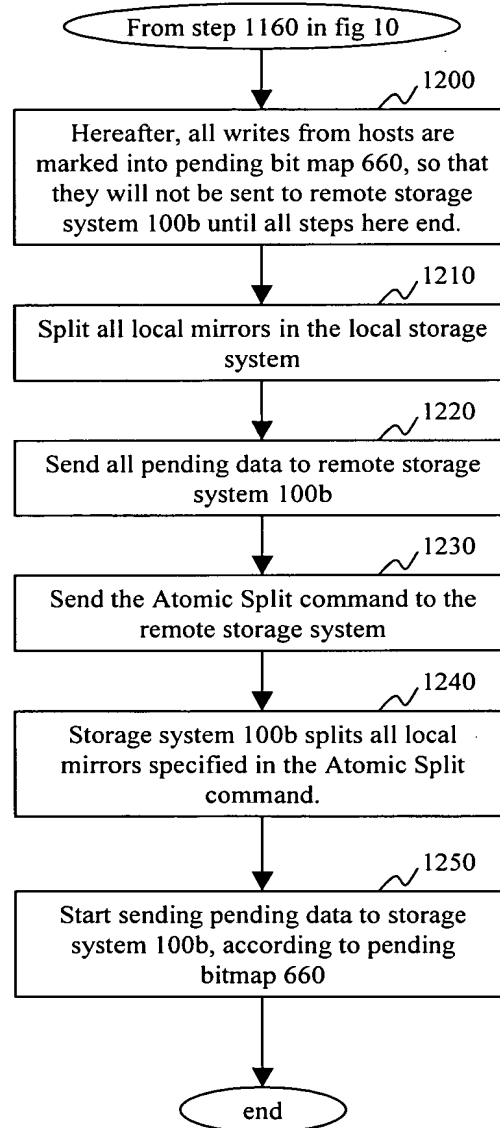 From step 1160 in fig 10
1200
Hereafter, all writes from hosts are
marked into pending bit map 660, so that
they will not be sent to remote storage
system 100b until all steps here end.
1210
Split all local mirrors in the local storage
system
1220
Send all pending data to remote storage
system 100b
1230
Send the Atomic Split command to the
remote storage system
1240
Storage system 100b splits all local
mirrors specified in the Atomic Split
command.
1250
Start sending pending data to storage
system 100b, according to pending
bitmap 660
end